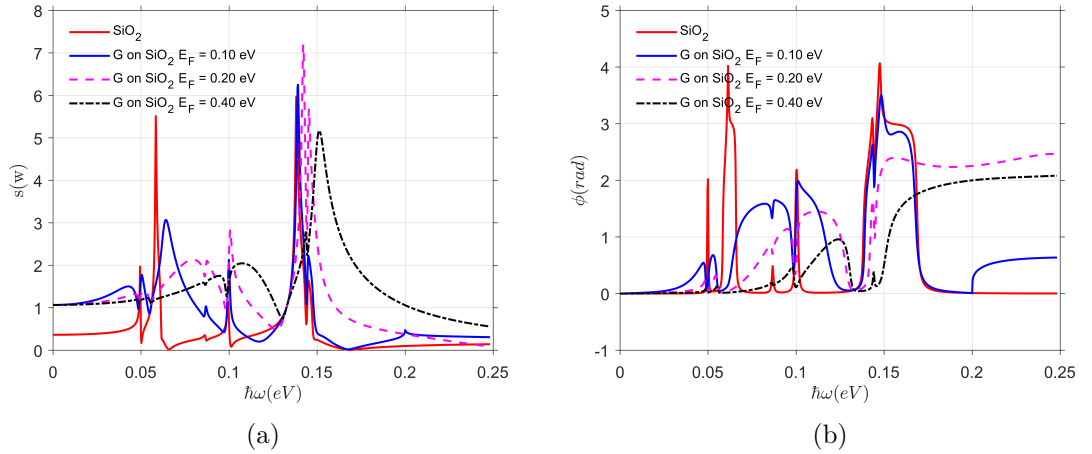 8
7
6
5
4
3
2
1
0
s(w)
SiO2
G on SiO2 EF = 0.10 eV
G on SiO2 EF = 0.20 eV
G on SiO2 EF = 0.40 eV
0 0.05 0.1 0.15 0.2 0.25
ħω(eV)
(a)
5
4
3
2
1
0
-1
ϕ(rad)
SiO2
G on SiO2 EF = 0.10 eV
G on SiO2 EF = 0.20 eV
G on SiO2 EF = 0.40 eV
0 0.05 0.1 0.15 0.2 0.25
ħω(eV)
(b)